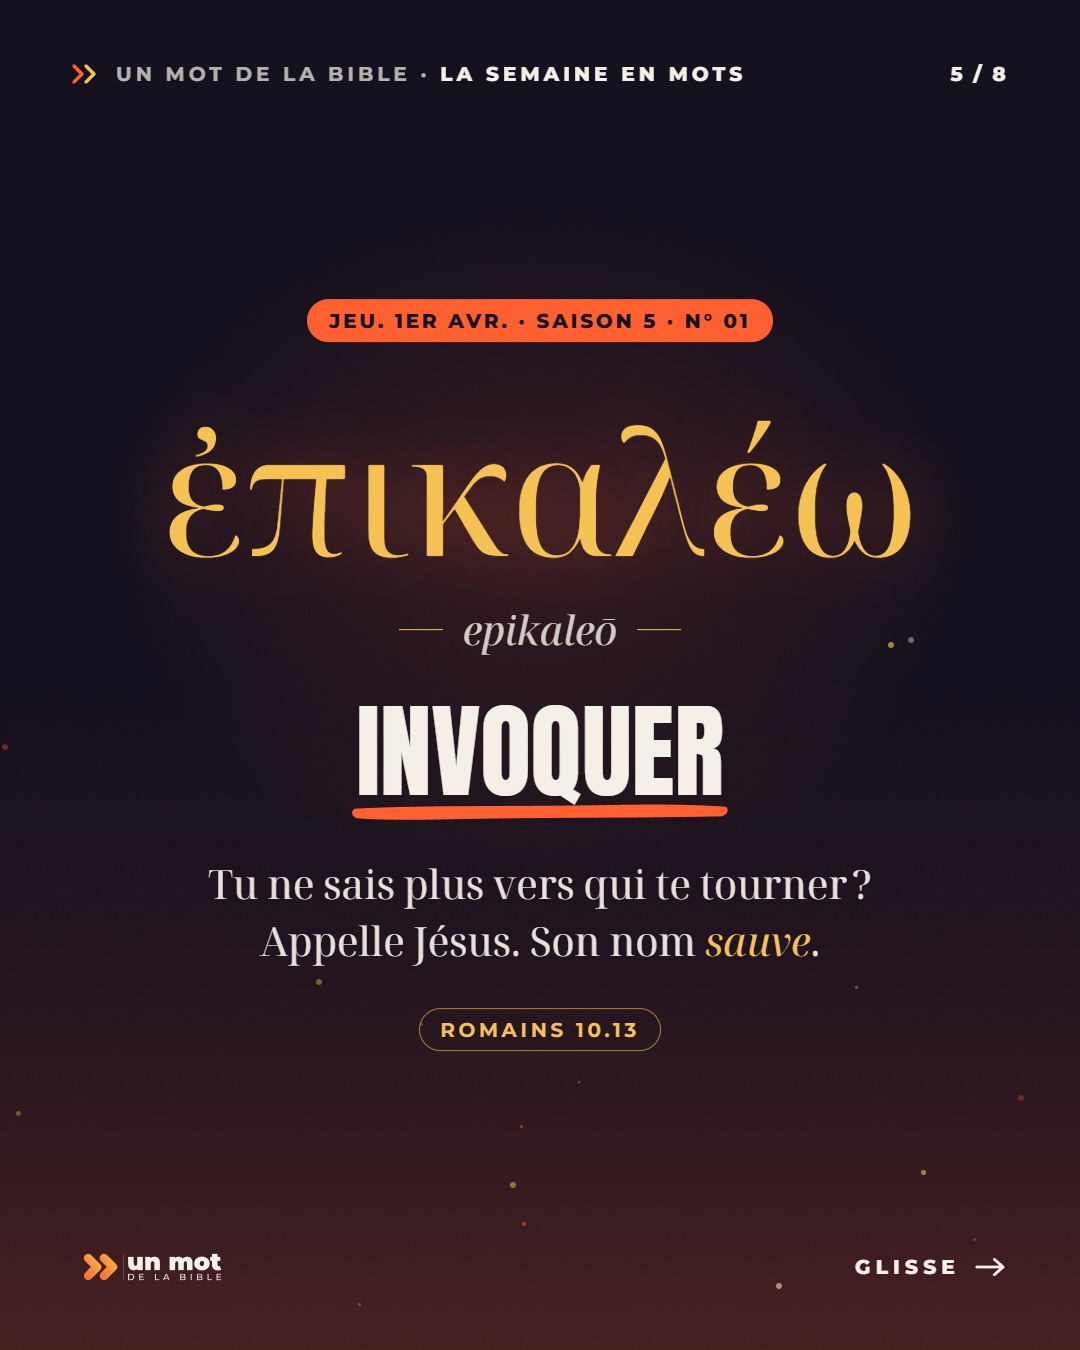 UN MOT DE LA BIBLE · LA SEMAINE EN MOTS
5 / 8
JEU. 1ER AVR. · SAISON 5 · N° 01
ἐπικαλέω
epikaleō
INVOQUER
Tu ne sais plus vers qui te tourner ?
Appelle Jésus. Son nom sauve.
ROMAINS 10.13
un mot
DE LA BIBLE
GLISSE →